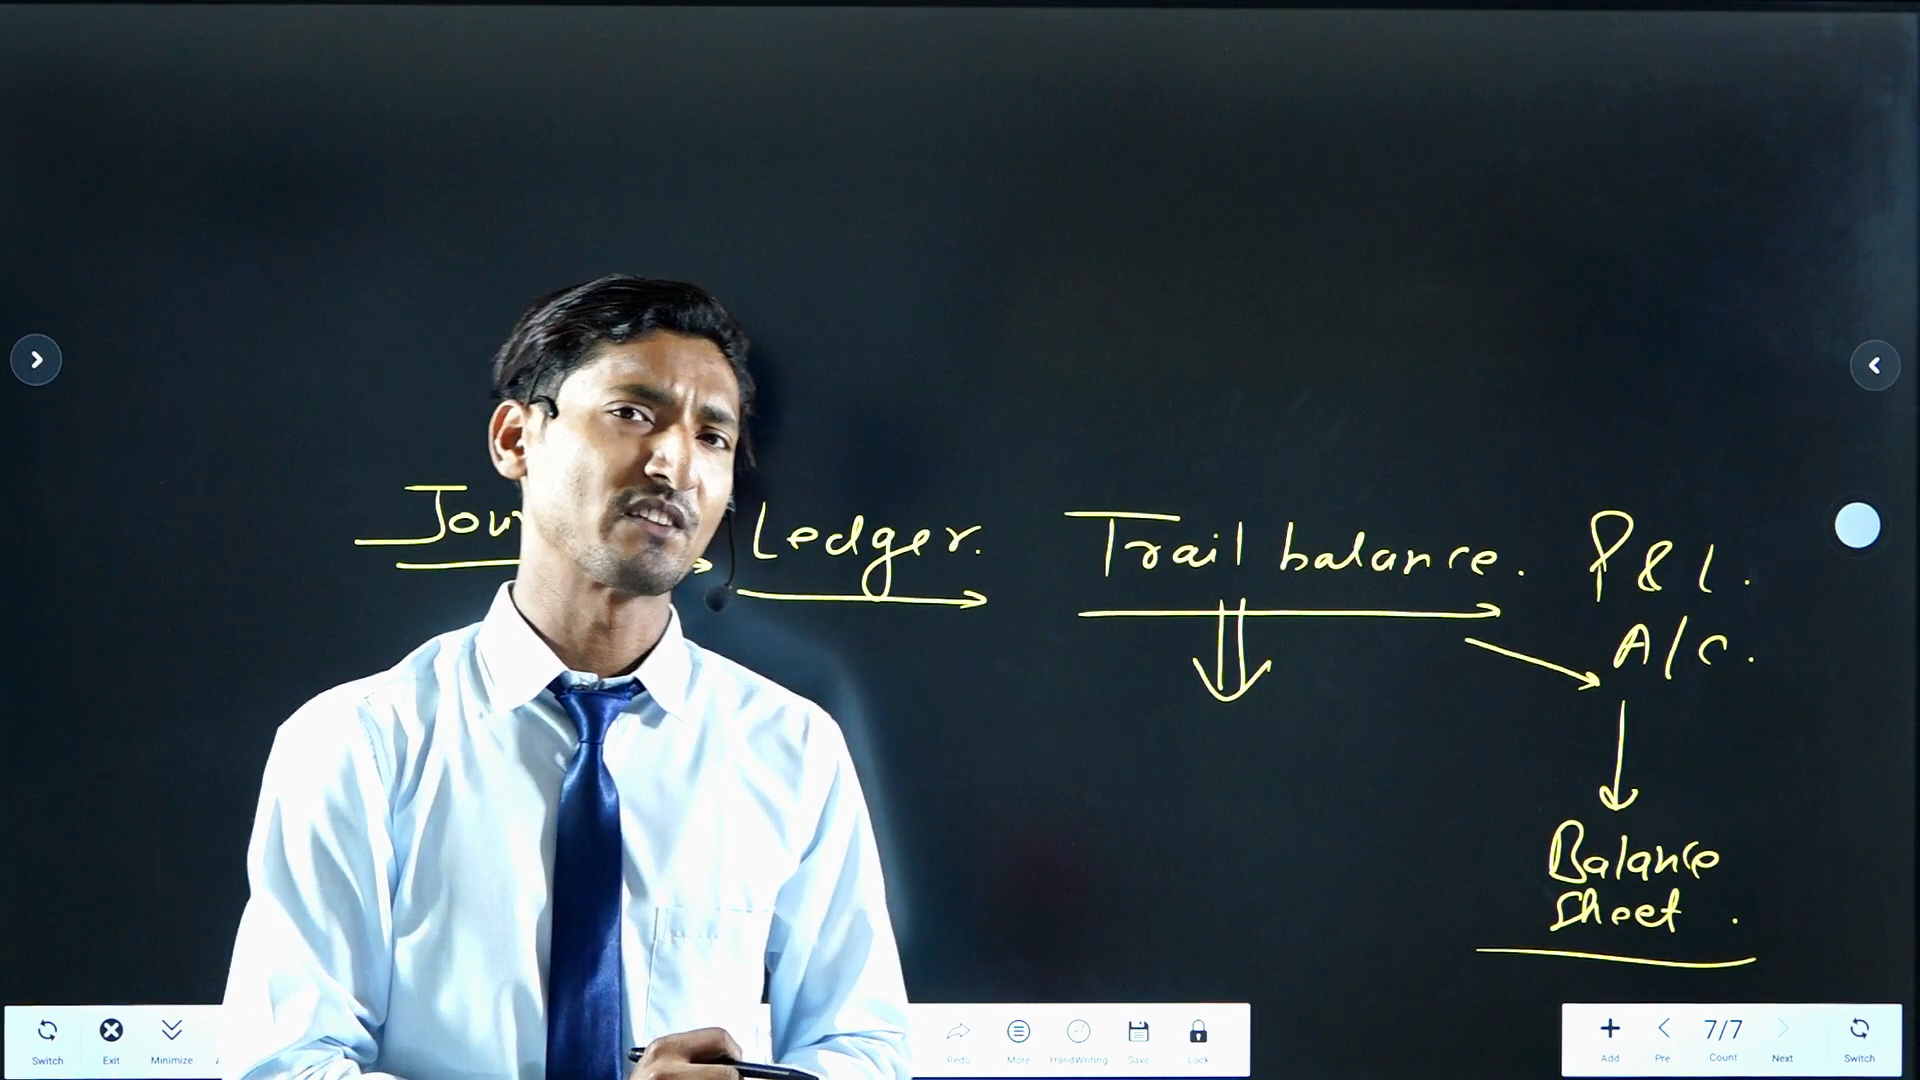 Ledger.
Trail balance.
P & L.
A/C.
Balance
Sheet.
Switch Exit Minimize Redo More HandWriting Save Lock
Add Pre 7/7 Count Next Switch